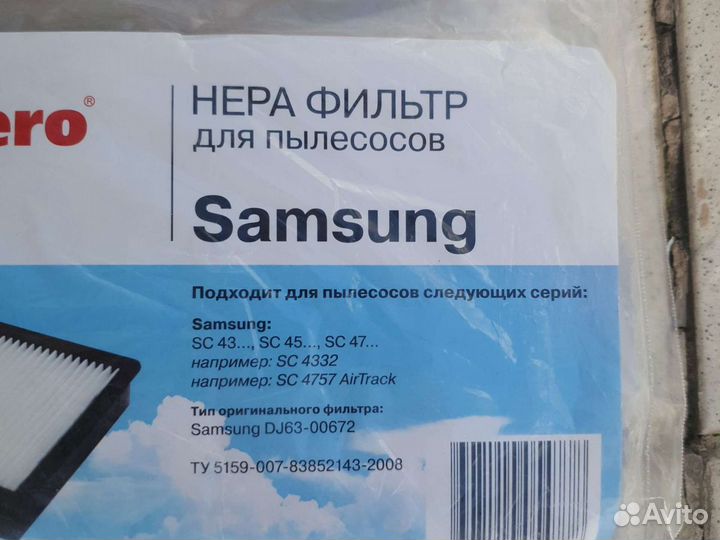 ero®
HEPA ФИЛЬТР
для пылесосов
Samsung
Подходит для пылесосов следующих серий:
Samsung:
SC 43..., SC 45..., SC 47...
например: SC 4332
например: SC 4757 AirTrack
Тип оригинального фильтра:
Samsung DJ63-00672
ТУ 5159-007-83852143-2008
Avito